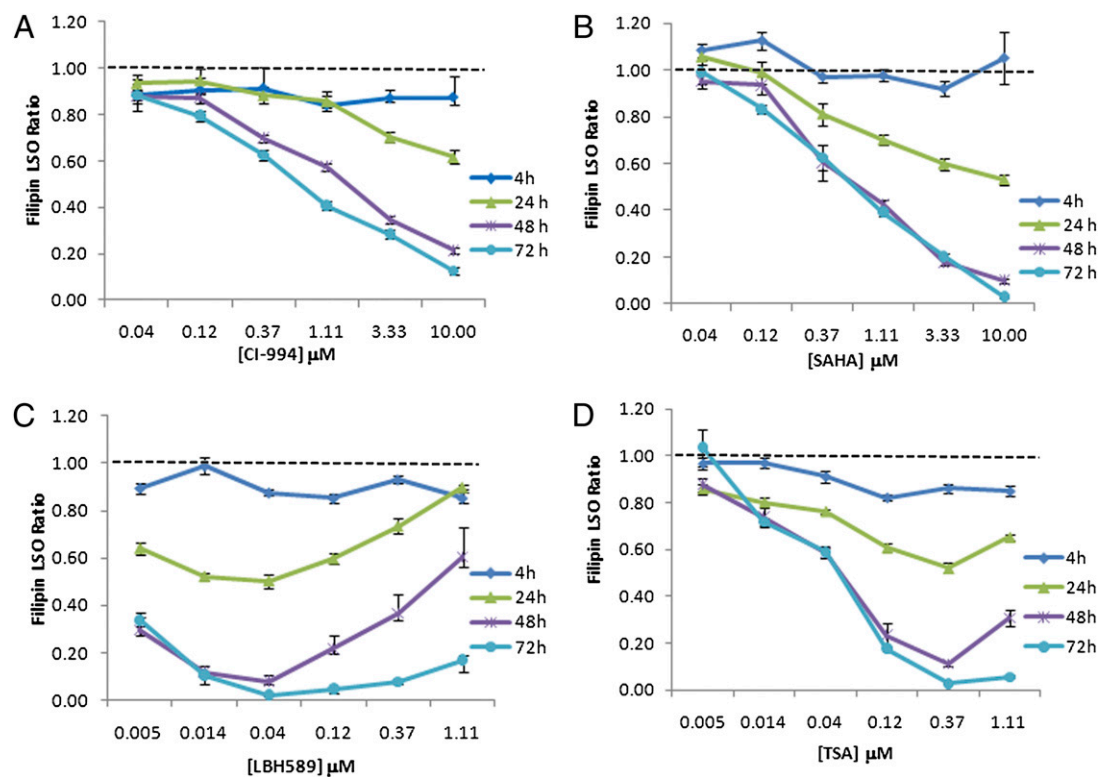 A
Filipin LSO Ratio
1.20
1.00
0.80
0.60
0.40
0.20
0.00
0.04 0.12 0.37 1.11 3.33 10.00
[CI-994] µM
4h
24 h
48 h
72 h
B
Filipin LSO Ratio
1.20
1.00
0.80
0.60
0.40
0.20
0.00
0.04 0.12 0.37 1.11 3.33 10.00
[SAHA] µM
4h
24 h
48 h
72 h
C
Filipin LSO Ratio
1.20
1.00
0.80
0.60
0.40
0.20
0.00
0.005 0.014 0.04 0.12 0.37 1.11
[LBH589] µM
4h
24h
48h
72h
D
Filipin LSO Ratio
1.20
1.00
0.80
0.60
0.40
0.20
0.00
0.005 0.014 0.04 0.12 0.37 1.11
[TSA] µM
4h
24h
48h
72h